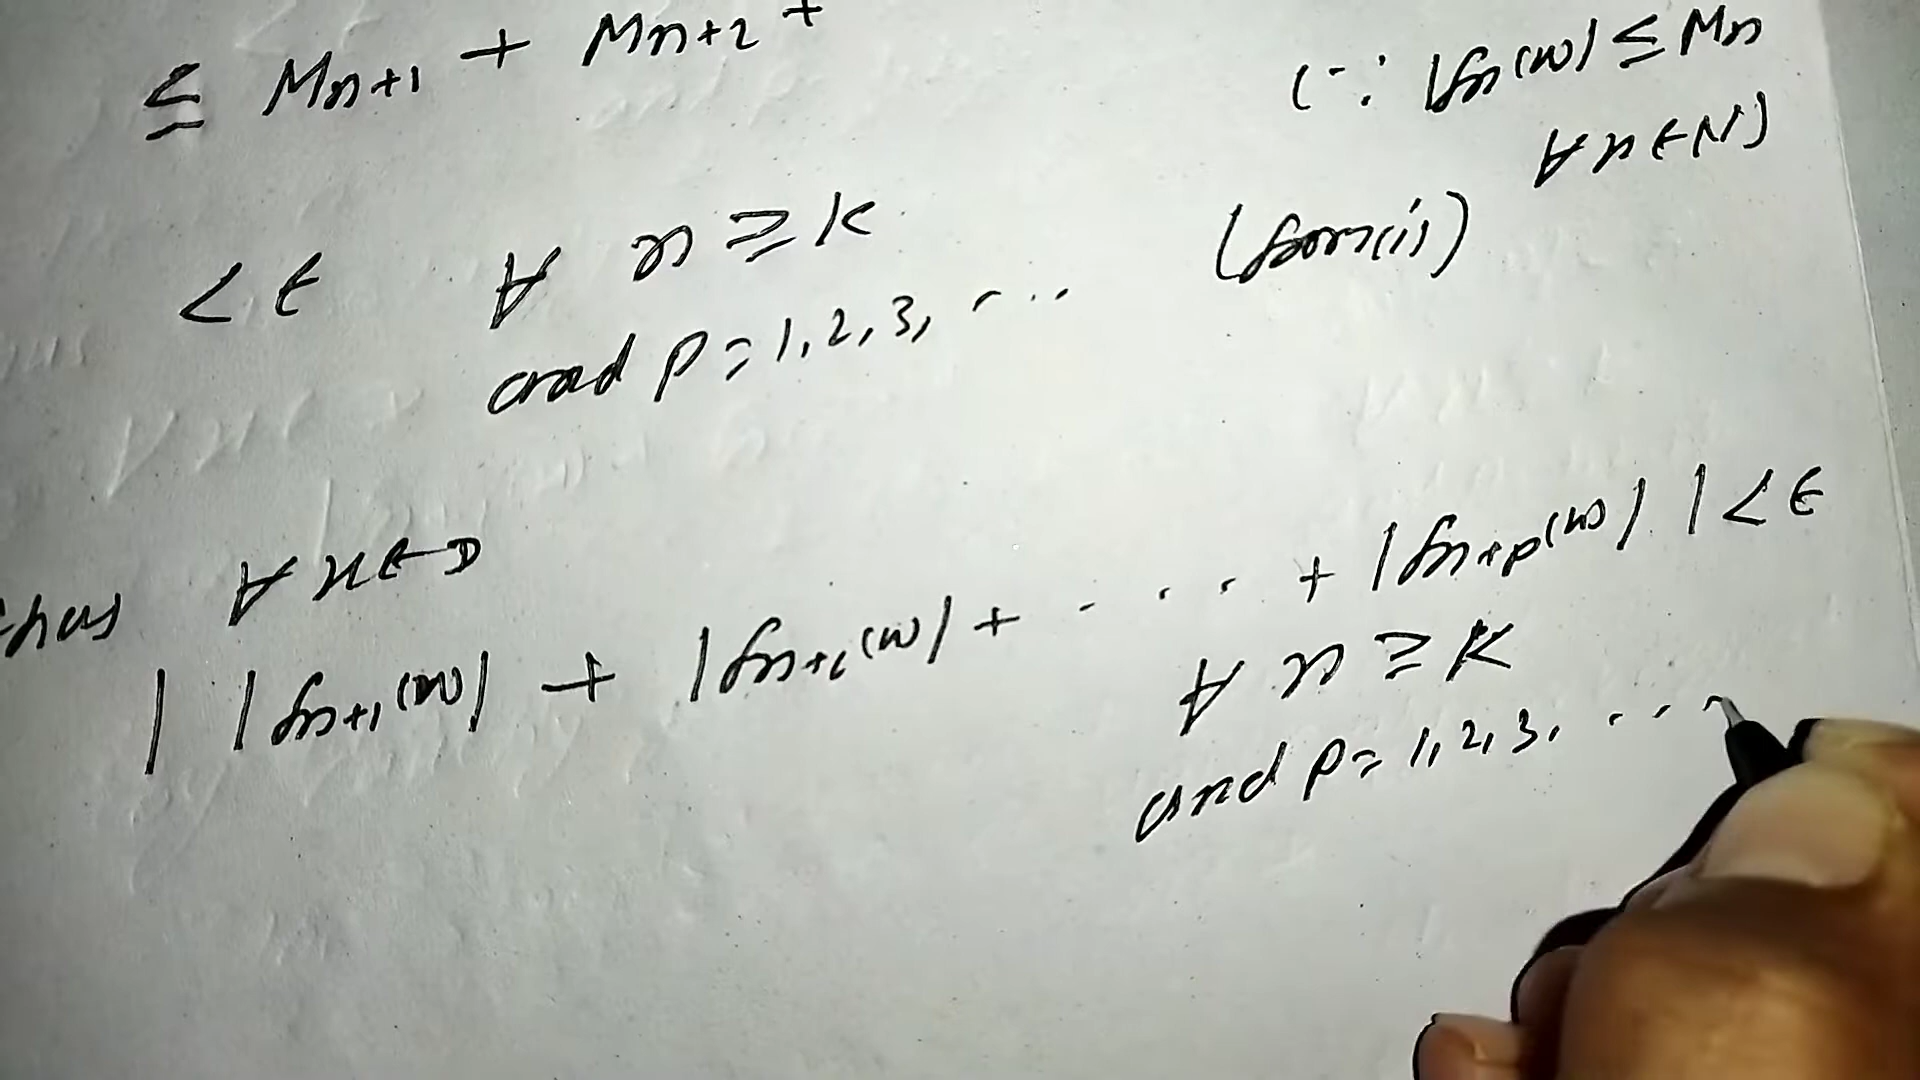 ≤ Mn+1 + Mn+2 +
(∵ |fn(x)| ≤ Mn
∀ n ∈ N)
< ε ∀ n ≥ k (from(i))
and p = 1, 2, 3, ....
thus ∀ x ∈ D
| |fn+1(x)| + |fn+2(x)| + .... + |fn+p(x)| | < ε
∀ n ≥ k
and p = 1, 2, 3, ...